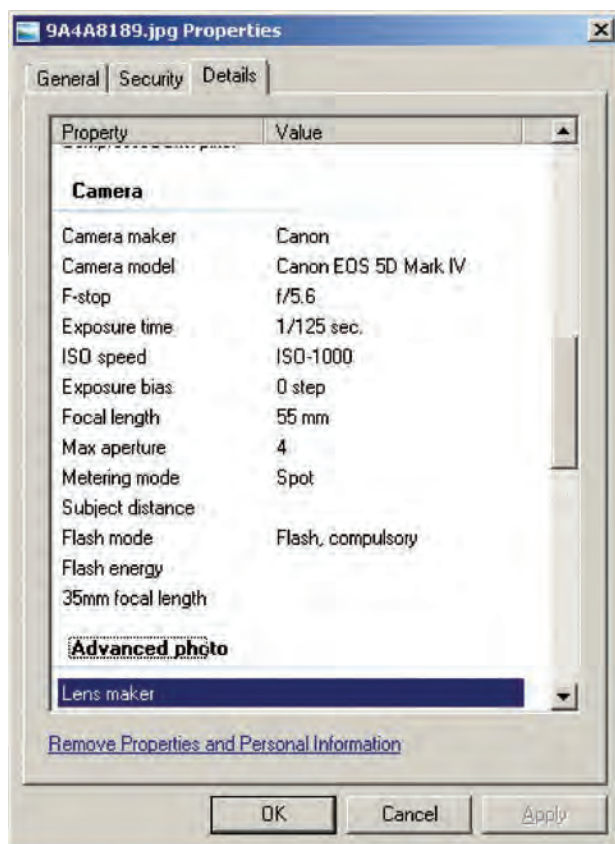 9A4A8189.jpg Properties
General Security Details
Property Value
Camera
Camera maker Canon
Camera model Canon EOS 5D Mark IV
F-stop f/5.6
Exposure time 1/125 sec.
ISO speed ISO-1000
Exposure bias 0 step
Focal length 55 mm
Max aperture 4
Metering mode Spot
Subject distance
Flash mode Flash, compulsory
Flash energy
35mm focal length
Advanced photo
Lens maker
Remove Properties and Personal Information
OK Cancel Apply